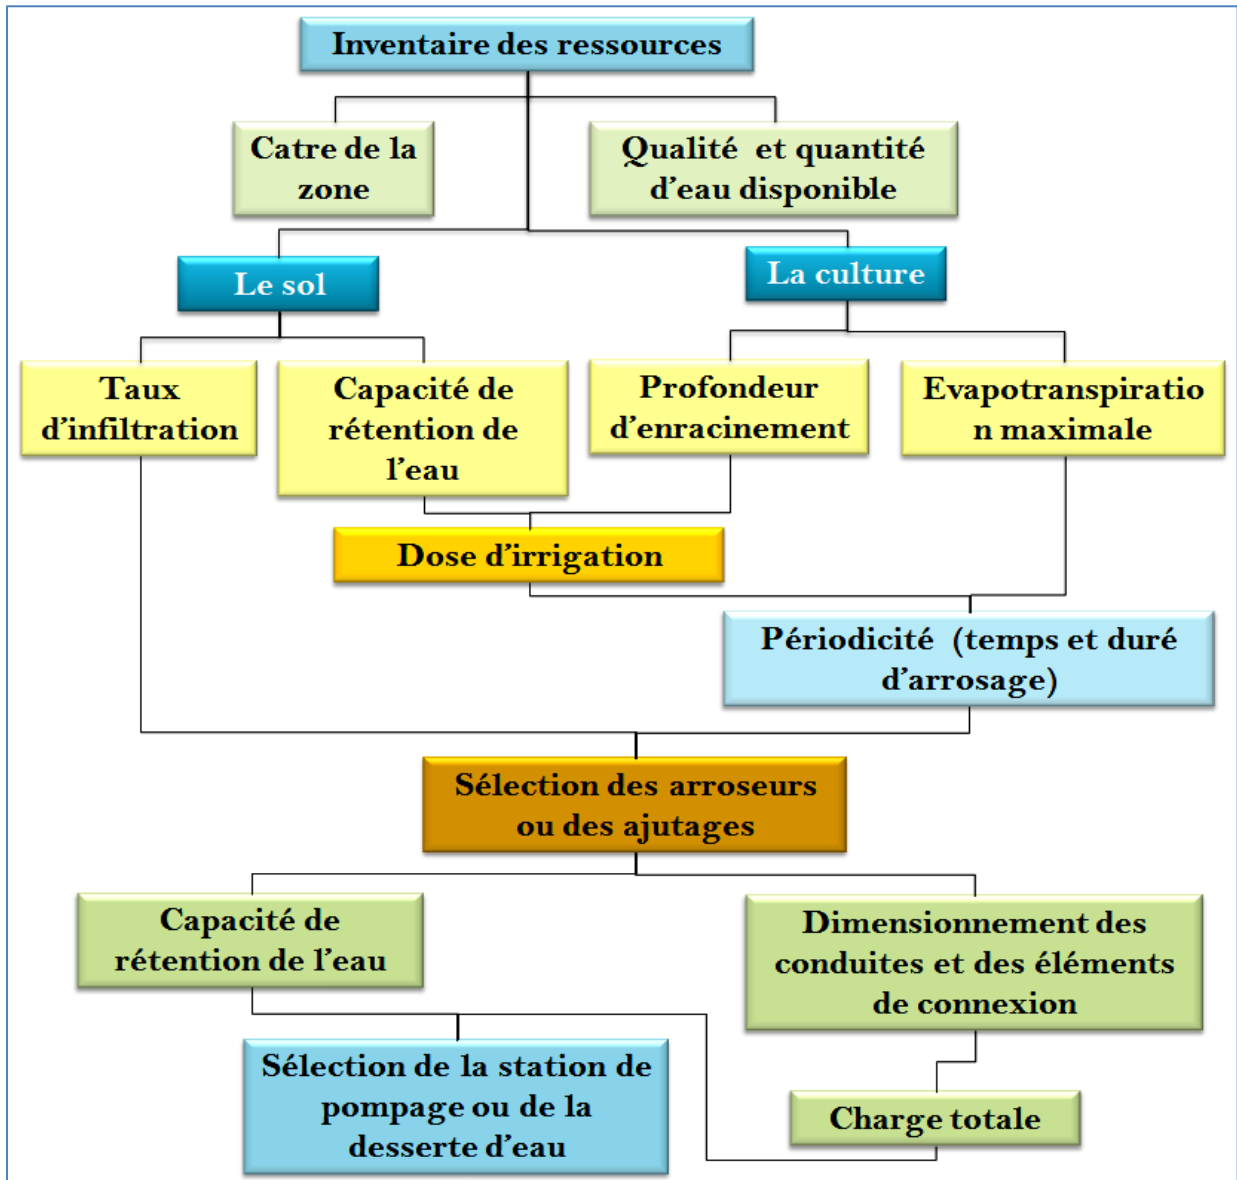 Inventaire des ressources
Catre de la
zone
Qualité et quantité
d'eau disponible
Le sol
La culture
Taux
d'infiltration
Capacité de
rétention de
l'eau
Profondeur
d'enracinement
Evapotranspiratio
n maximale
Dose d'irrigation
Périodicité (temps et duré
d'arrosage)
Sélection des arroseurs
ou des ajutages
Capacité de
rétention de l'eau
Dimensionnement des
conduites et des éléments
de connexion
Sélection de la station de
pompage ou de la
desserte d'eau
Charge totale